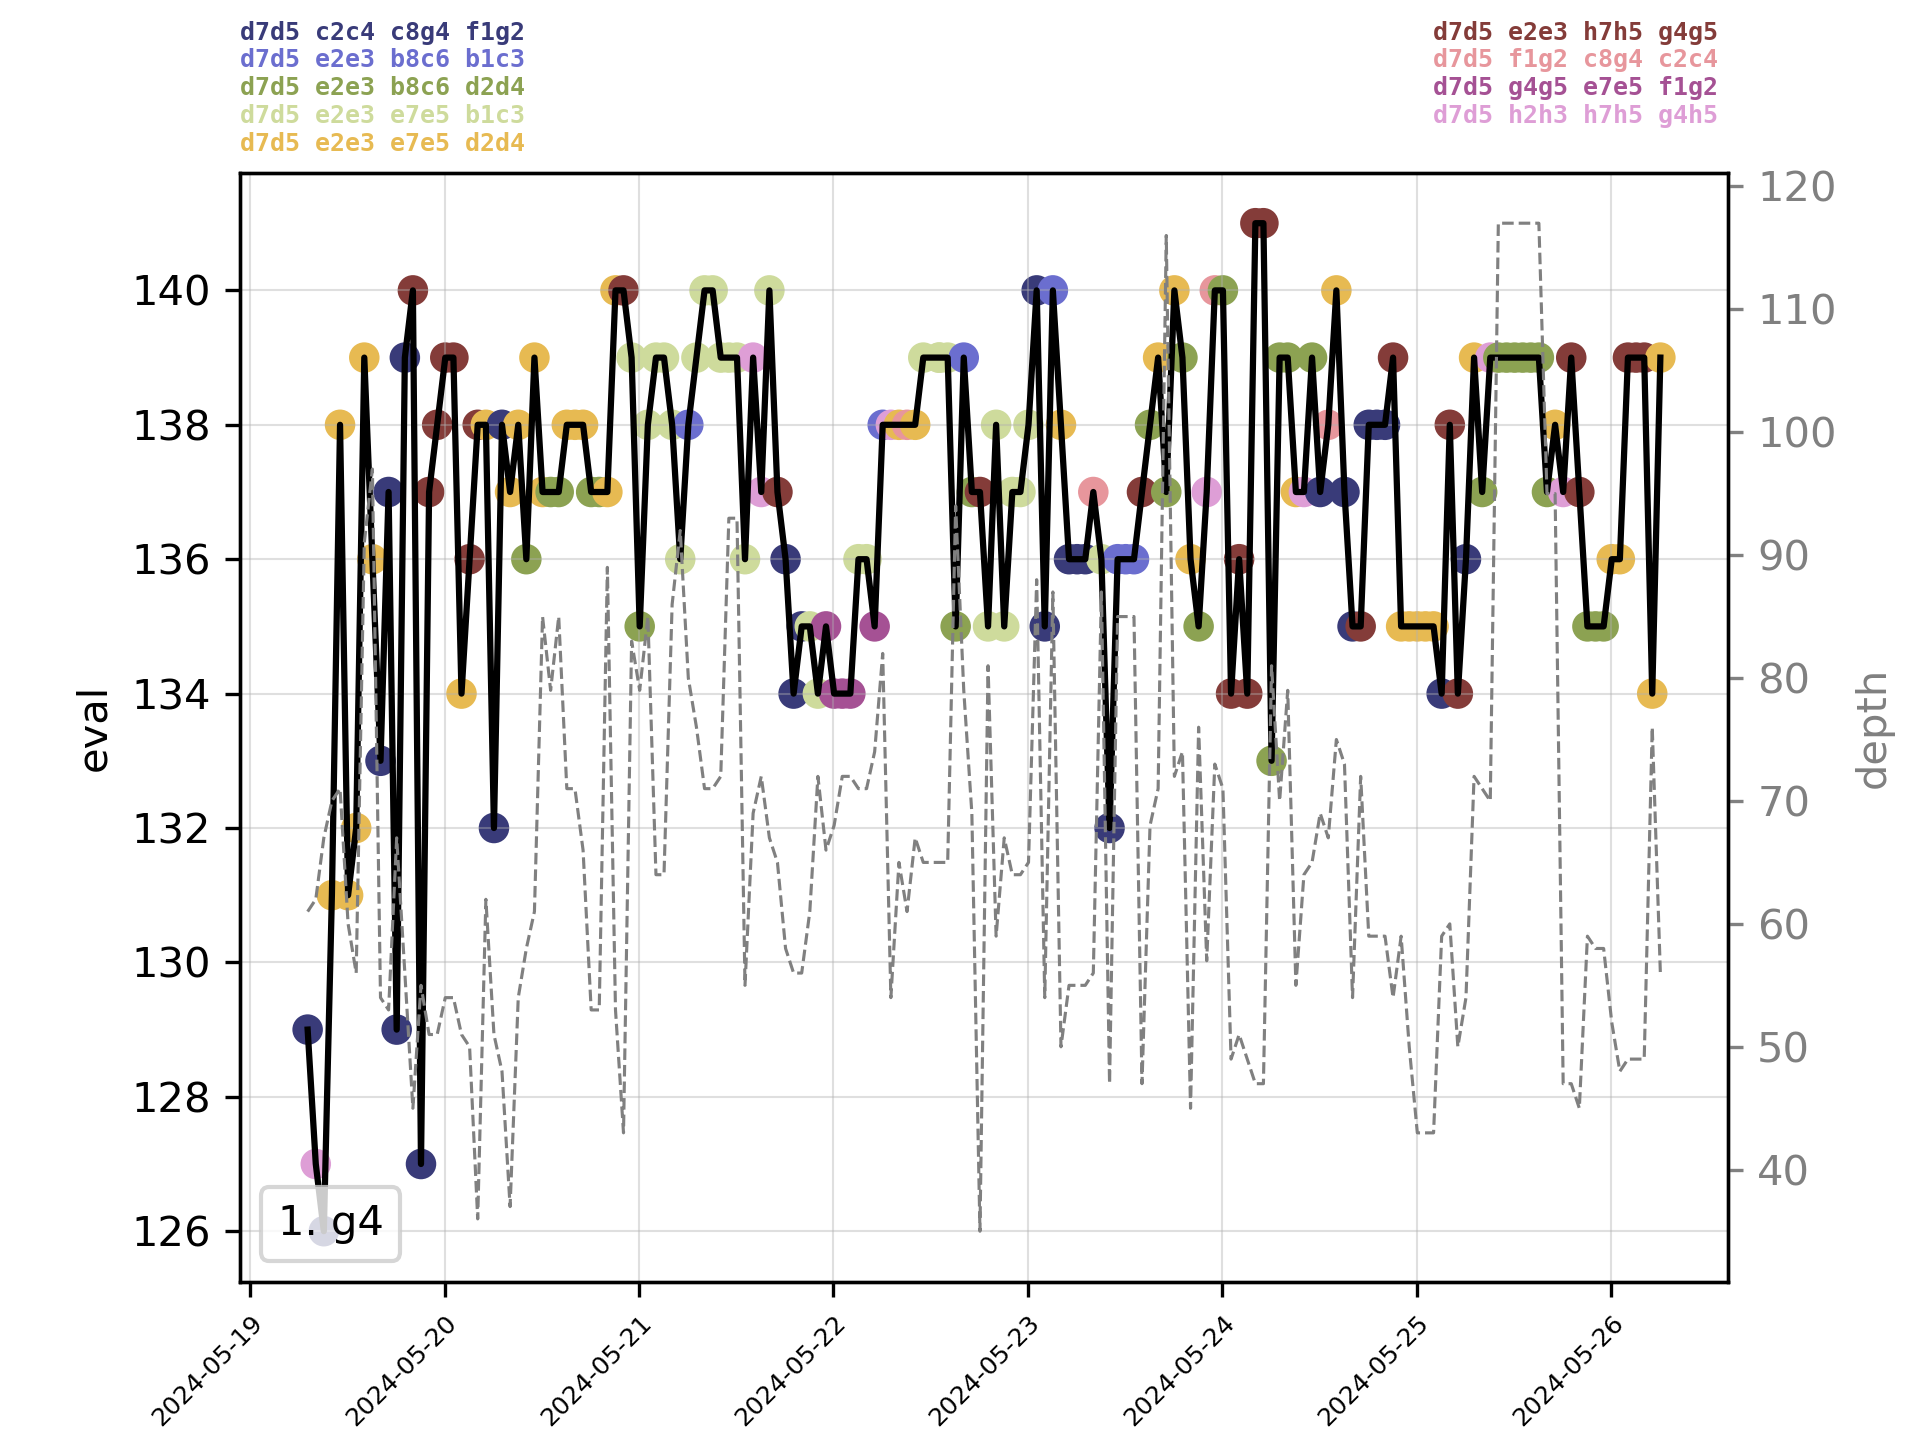 d7d5 c2c4 c8g4 f1g2
d7d5 e2e3 b8c6 b1c3
d7d5 e2e3 b8c6 d2d4
d7d5 e2e3 e7e5 b1c3
d7d5 e2e3 e7e5 d2d4
d7d5 e2e3 h7h5 g4g5
d7d5 f1g2 c8g4 c2c4
d7d5 g4g5 e7e5 f1g2
d7d5 h2h3 h7h5 g4h5
eval
140
138
136
134
132
130
128
126
1. g4
120
110
100
90
80
70
60
50
40
depth
2024-05-19
2024-05-20
2024-05-21
2024-05-22
2024-05-23
2024-05-24
2024-05-25
2024-05-26